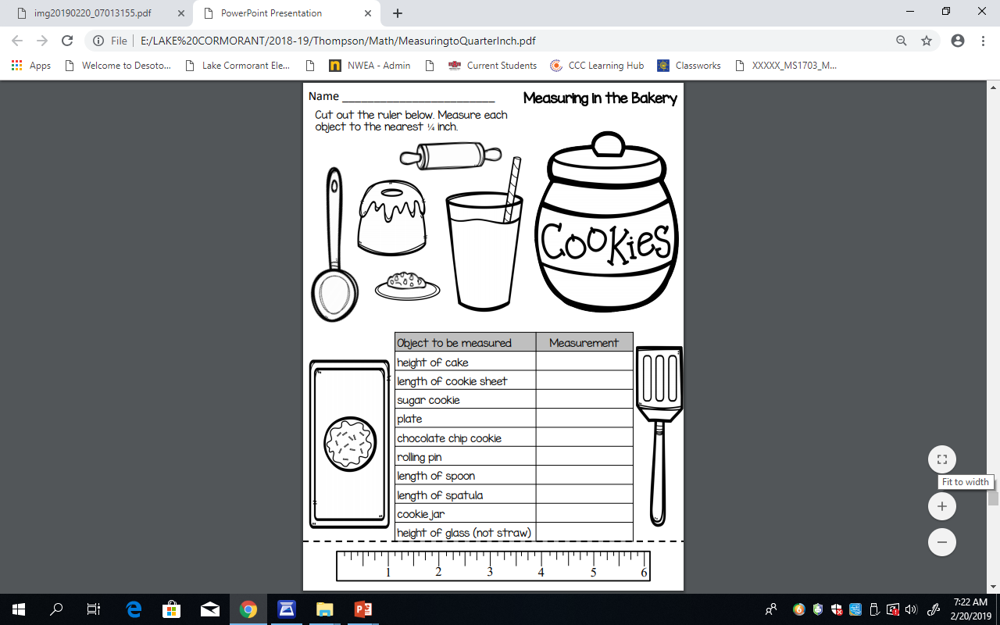 img20190220_07013155.pdf
PowerPoint Presentation
File
E:/LAKE%20CORMORANT/2018-19/Thompson/Math/MeasuringtoQuarterInch.pdf
Apps
Welcome to Desoto...
Lake Cormorant Ele...
NWEA - Admin
Current Students
CCC Learning Hub
Classworks
XXXXX_MS1703_M...
Name ________________________
Measuring in the Bakery
Cut out the ruler below. Measure each
object to the nearest ¼ inch.
Cookies
Object to be measured Measurement
height of cake
length of cookie sheet
sugar cookie
plate
chocolate chip cookie
rolling pin
length of spoon
length of spatula
cookie jar
height of glass (not straw)
1 2 3 4 5 6
Fit to width
7:22 AM
2/20/2019